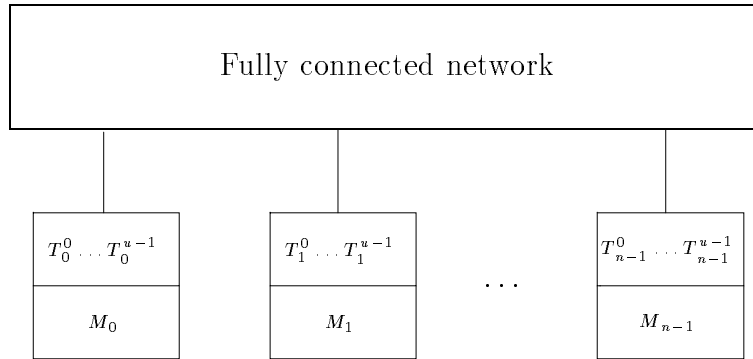 Fully connected network
T_0^0 ... T_0^{u-1}
T_1^0 ... T_1^{u-1}
T_{n-1}^0 ... T_{n-1}^{u-1}
...
M_0
M_1
M_{n-1}